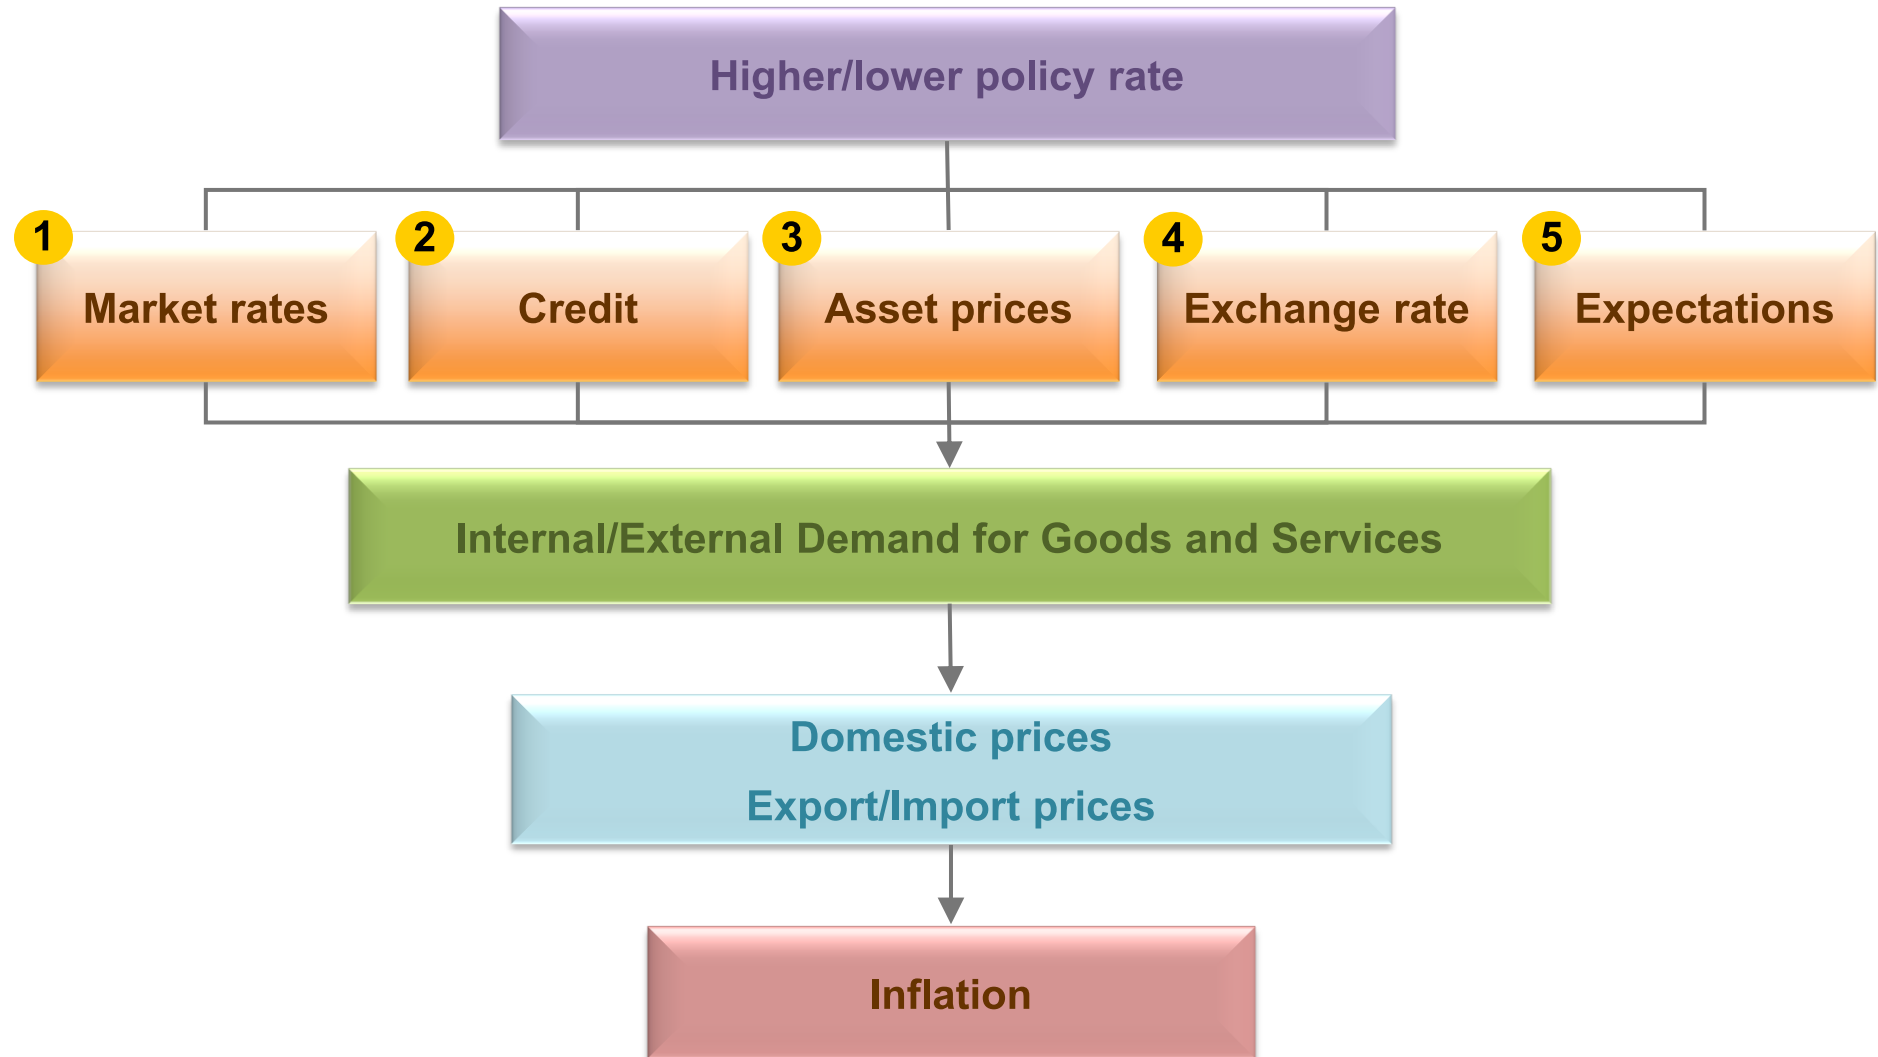 Higher/lower policy rate
1
Market rates
2
Credit
3
Asset prices
4
Exchange rate
5
Expectations
Internal/External Demand for Goods and Services
Domestic prices
Export/Import prices
Inflation